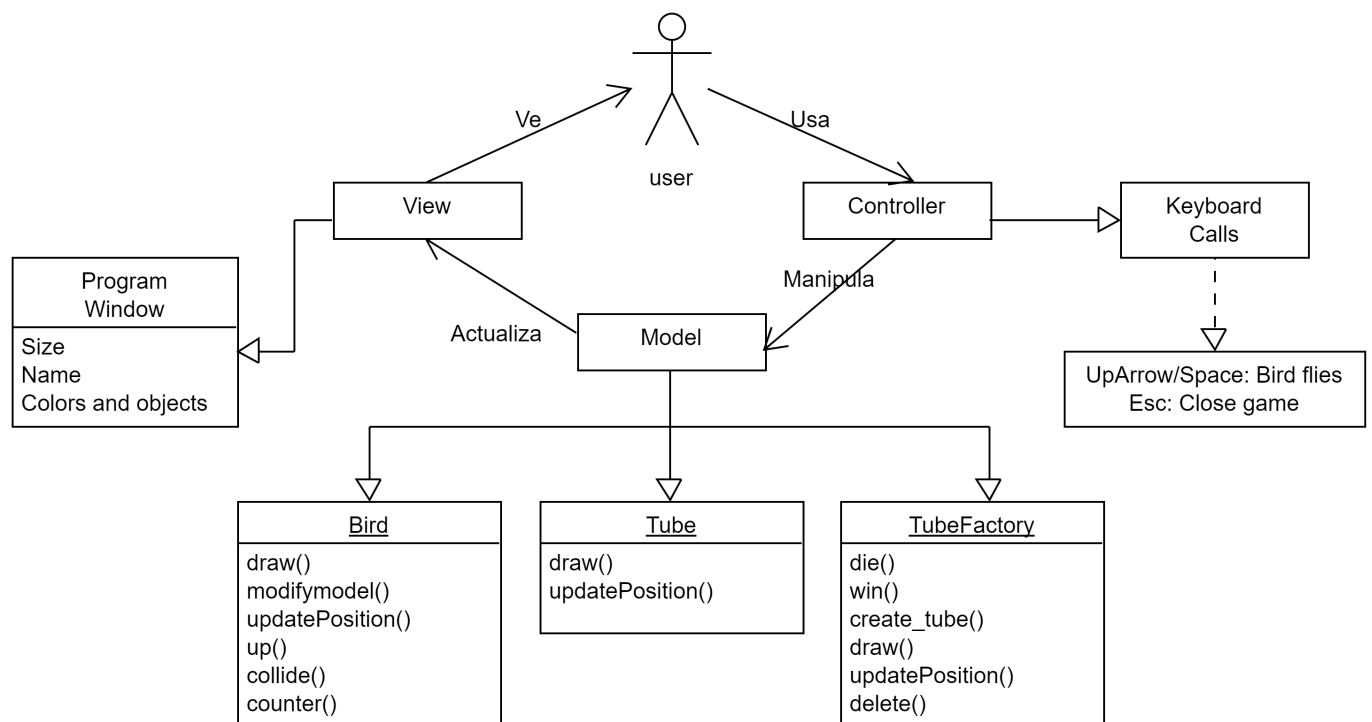 Ve
Usa
user
View
Controller
Keyboard
Calls
Program
Window
Size
Name
Colors and objects
Manipula
Actualiza
Model
UpArrow/Space: Bird flies
Esc: Close game
Bird
draw()
modifymodel()
updatePosition()
up()
collide()
counter()
Tube
draw()
updatePosition()
TubeFactory
die()
win()
create_tube()
draw()
updatePosition()
delete()